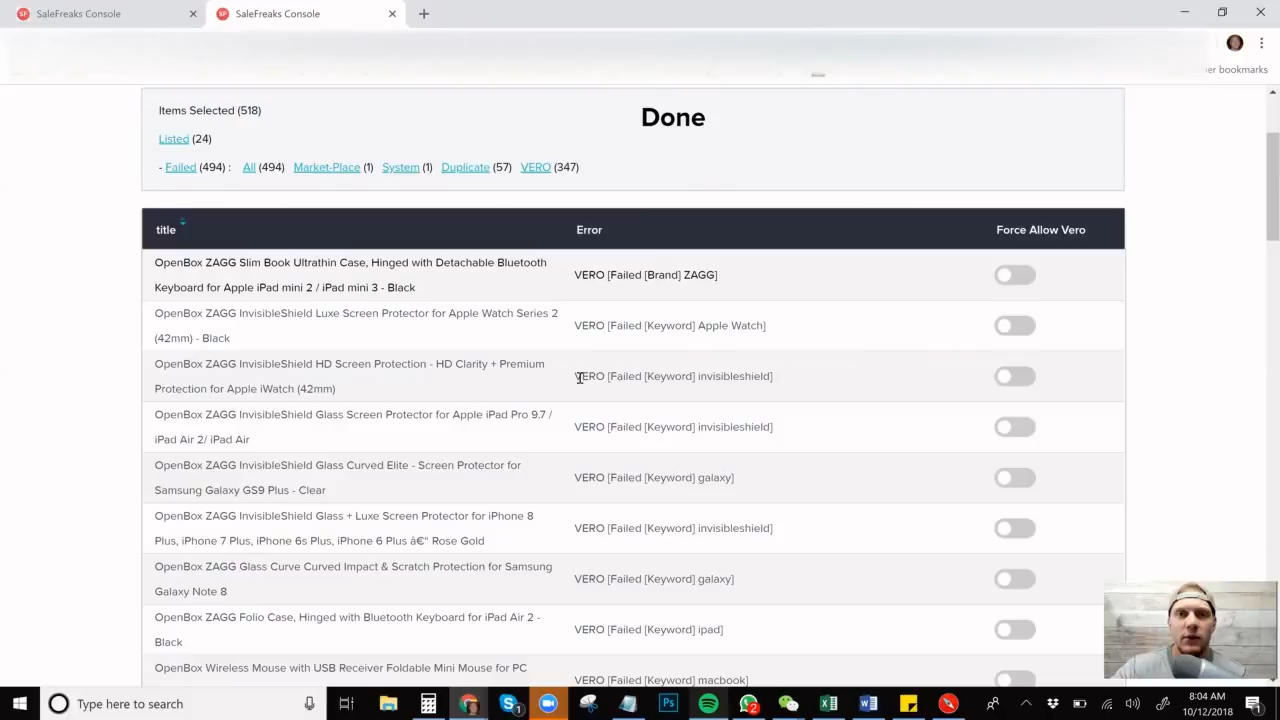 SF SaleFreaks Console
SF SaleFreaks Console
er bookmarks
Items Selected (518)
Done
Listed (24)
- Failed (494) : All (494) Market-Place (1) System (1) Duplicate (57) VERO (347)
title Error Force Allow Vero
OpenBox ZAGG Slim Book Ultrathin Case, Hinged with Detachable Bluetooth
Keyboard for Apple iPad mini 2 / iPad mini 3 - Black
VERO [Failed [Brand] ZAGG]
OpenBox ZAGG InvisibleShield Luxe Screen Protector for Apple Watch Series 2
(42mm) - Black
VERO [Failed [Keyword] Apple Watch]
OpenBox ZAGG InvisibleShield HD Screen Protection - HD Clarity + Premium
Protection for Apple iWatch (42mm)
VERO [Failed [Keyword] invisibleshield]
OpenBox ZAGG InvisibleShield Glass Screen Protector for Apple iPad Pro 9.7 /
iPad Air 2/ iPad Air
VERO [Failed [Keyword] invisibleshield]
OpenBox ZAGG InvisibleShield Glass Curved Elite - Screen Protector for
Samsung Galaxy GS9 Plus - Clear
VERO [Failed [Keyword] galaxy]
OpenBox ZAGG InvisibleShield Glass + Luxe Screen Protector for iPhone 8
Plus, iPhone 7 Plus, iPhone 6s Plus, iPhone 6 Plus â€“ Rose Gold
VERO [Failed [Keyword] invisibleshield]
OpenBox ZAGG Glass Curve Curved Impact & Scratch Protection for Samsung
Galaxy Note 8
VERO [Failed [Keyword] galaxy]
OpenBox ZAGG Folio Case, Hinged with Bluetooth Keyboard for iPad Air 2 -
Black
VERO [Failed [Keyword] ipad]
OpenBox Wireless Mouse with USB Receiver Foldable Mini Mouse for PC
VERO [Failed [Keyword] macbook]
Type here to search
8:04 AM
10/12/2018